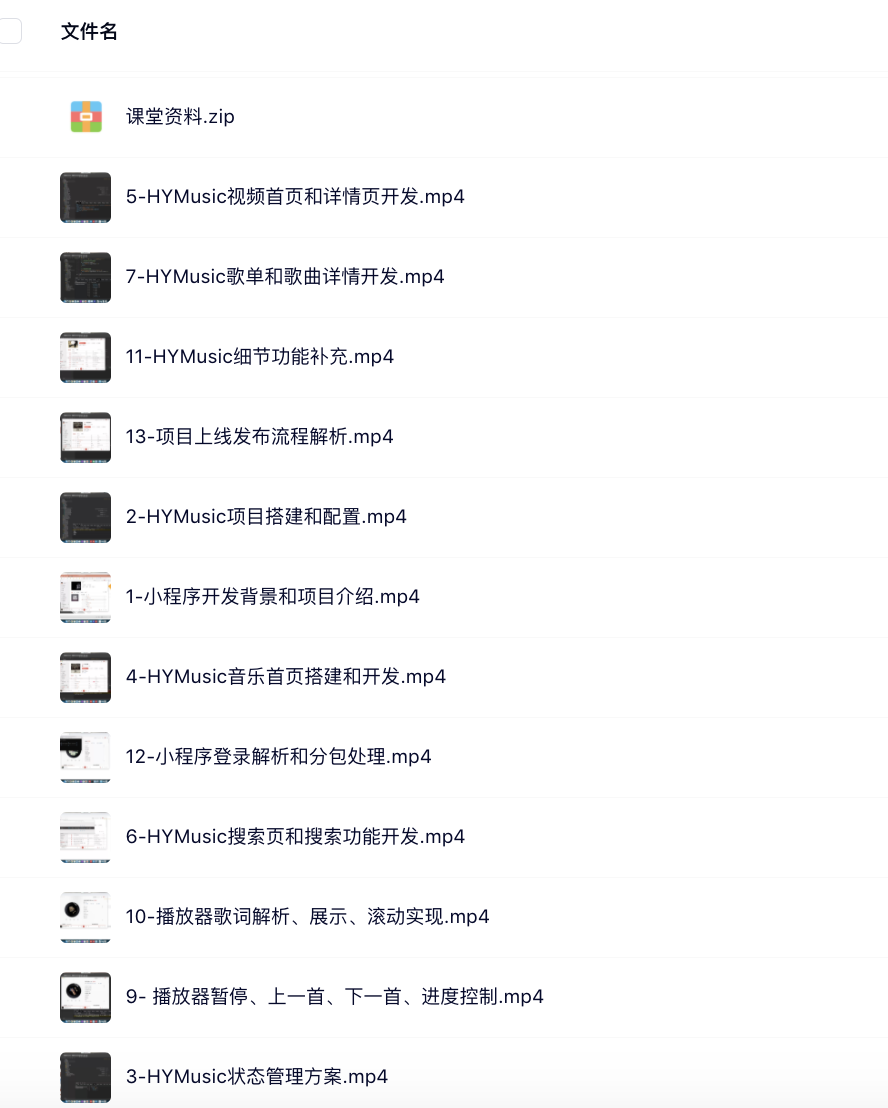 文件名
课堂资料.zip
5-HYMusic视频首页和详情页开发.mp4
7-HYMusic歌单和歌曲详情开发.mp4
11-HYMusic细节功能补充.mp4
13-项目上线发布流程解析.mp4
2-HYMusic项目搭建和配置.mp4
1-小程序开发背景和项目介绍.mp4
4-HYMusic音乐首页搭建和开发.mp4
12-小程序登录解析和分包处理.mp4
6-HYMusic搜索页和搜索功能开发.mp4
10-播放器歌词解析、展示、滚动实现.mp4
9- 播放器暂停、上一首、下一首、进度控制.mp4
3-HYMusic状态管理方案.mp4